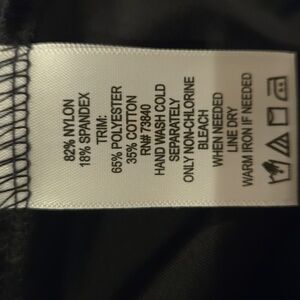 82% NYLON
18% SPANDEX
TRIM:
65% POLYESTER
35% COTTON
RN# 73840
HAND WASH COLD
SEPARATELY
ONLY NON-CHLORINE
BLEACH
WHEN NEEDED
LINE DRY
WARM IRON IF NEEDED